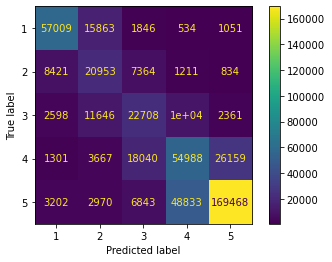 1 57009 15863 1846 534 1051
2 8421 20953 7364 1211 834
3 2598 11646 22708 1e+04 2361
4 1301 3667 18040 54988 26159
5 3202 2970 6843 48833 169468
1 2 3 4 5
Predicted label
True label
160000
140000
120000
100000
80000
60000
40000
20000